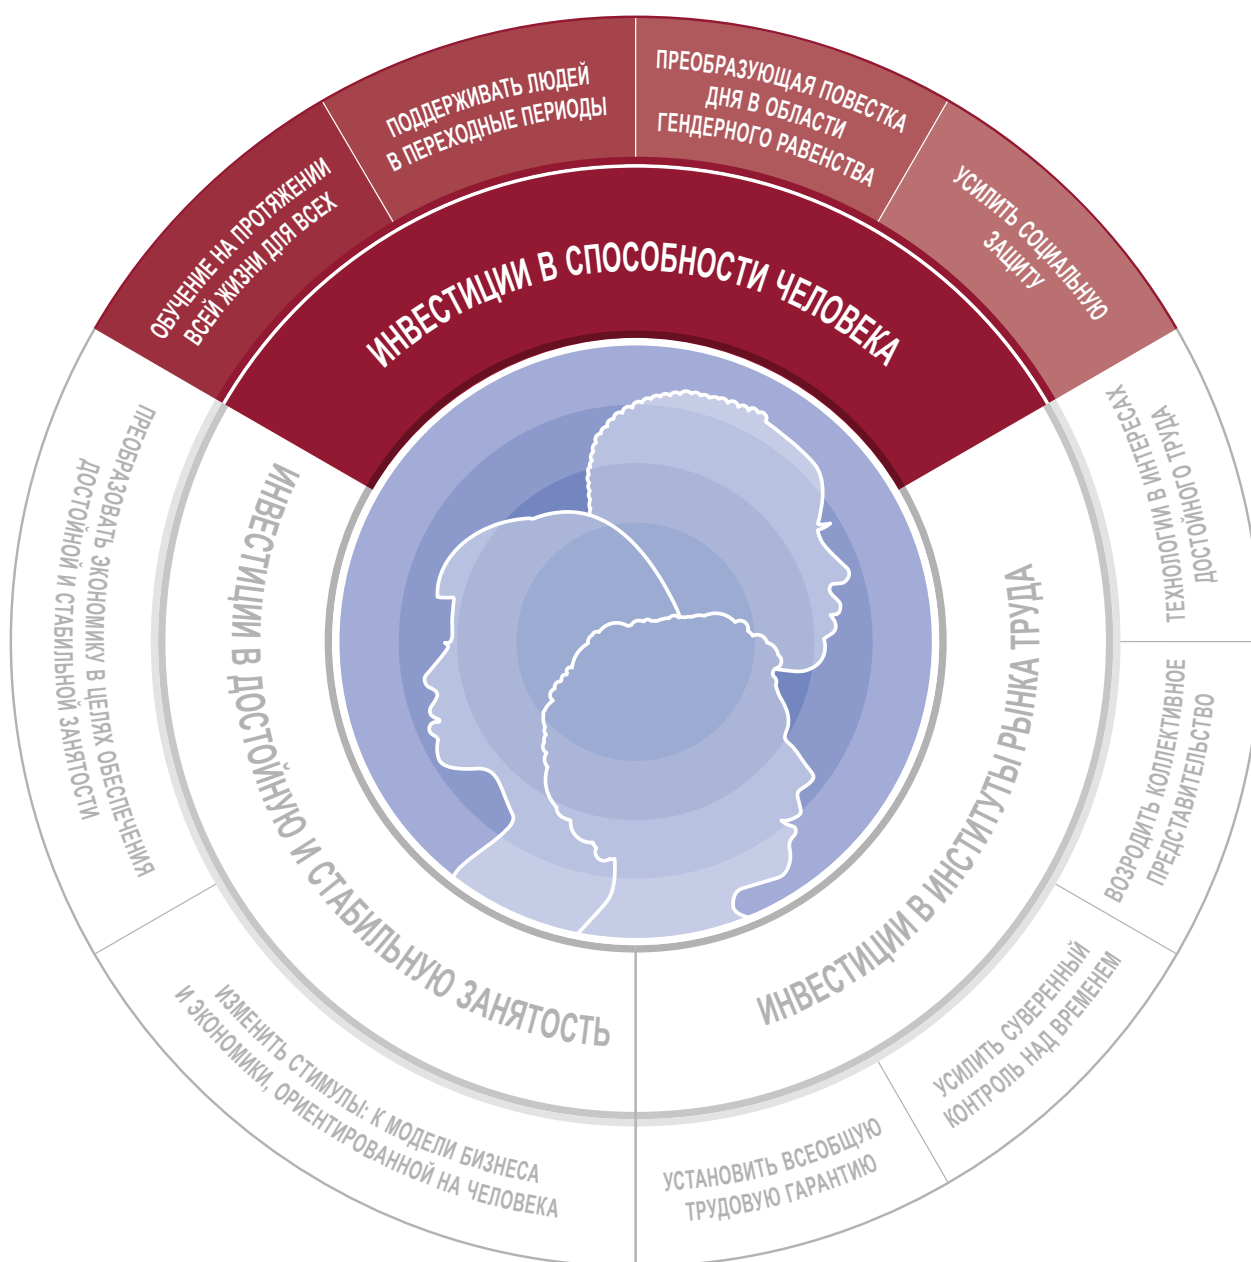 ОБУЧЕНИЕ НА ПРОТЯЖЕНИИ
ВСЕЙ ЖИЗНИ ДЛЯ ВСЕХ
ПОДДЕРЖИВАТЬ ЛЮДЕЙ
В ПЕРЕХОДНЫЕ ПЕРИОДЫ
ПРЕОБРАЗУЮЩАЯ ПОВЕСТКА
ДНЯ В ОБЛАСТИ
ГЕНДЕРНОГО РАВЕНСТВА
УСИЛИТЬ СОЦИАЛЬНУЮ
ЗАЩИТУ
ИНВЕСТИЦИИ В СПОСОБНОСТИ ЧЕЛОВЕКА
ТЕХНОЛОГИИ В ИНТЕРЕСАХ
ДОСТОЙНОГО ТРУДА
ВОЗРОДИТЬ КОЛЛЕКТИВНОЕ
ПРЕДСТАВИТЕЛЬСТВО
УСИЛИТЬ СУВЕРЕННЫЙ
КОНТРОЛЬ НАД ВРЕМЕНЕМ
УСТАНОВИТЬ ВСЕОБЩУЮ
ТРУДОВУЮ ГАРАНТИЮ
ИНВЕСТИЦИИ В ИНСТИТУТЫ РЫНКА ТРУДА
ПРЕОБРАЗОВАТЬ ЭКОНОМИКУ В ЦЕЛЯХ ОБЕСПЕЧЕНИЯ
ДОСТОЙНОЙ И СТАБИЛЬНОЙ ЗАНЯТОСТИ
ИЗМЕНИТЬ СТИМУЛЫ: К МОДЕЛИ БИЗНЕСА
И ЭКОНОМИКИ, ОРИЕНТИРОВАННОЙ НА ЧЕЛОВЕКА
ИНВЕСТИЦИИ В ДОСТОЙНУЮ И СТАБИЛЬНУЮ ЗАНЯТОСТЬ